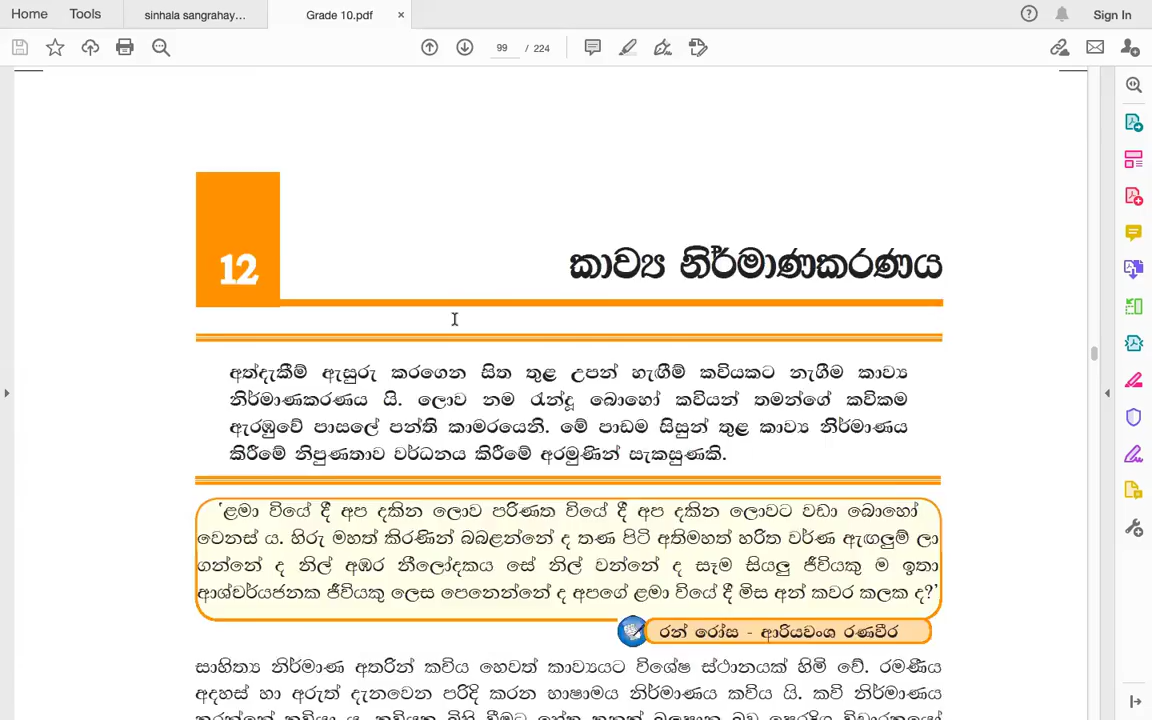 Home Tools sinhala sangrahay... Grade 10.pdf × Sign In
99 / 224
12
කාව්‍ය නිර්මාණකරණය
අත්දැකීම් ඇසුරු කරගෙන සිත තුළ උපන් හැඟීම් කවියකට නැගීම කාව්‍ය
නිර්මාණකරණය යි. ලොව නම රැන්දූ බොහෝ කවියන් තමන්ගේ කවිකම
ඇරඹුවේ පාසලේ පන්ති කාමරයෙනි. මේ පාඩම සිසුන් තුළ කාව්‍ය නිර්මාණය
කිරීමේ නිපුණතාව වර්ධනය කිරීමේ අරමුණින් සැකසුණකි.
'ළමා වියේ දී අප දකින ලොව පරිණත වියේ දී අප දකින ලොවට වඩා බොහෝ
වෙනස් ය. හිරු මහත් කිරණින් බබළන්නේ ද තණ පිටි අතිමහත් හරිත වර්ණ ඇඟලුම් ලා
ගන්නේ ද නිල් අඹර නීලෝදකය සේ නිල් වන්නේ ද සෑම සියලු ජීවියකු ම ඉතා
ආශ්චර්යජනක ජීවියකු ලෙස පෙනෙන්නේ ද අපගේ ළමා වියේ දී මිස අන් කවර කලක ද?'
රන් රෝස - ආරියවංශ රණවීර
සාහිත්‍ය නිර්මාණ අතරින් කවිය හෙවත් කාව්‍යයට විශේෂ ස්ථානයක් හිමි වේ. රමණීය
අදහස් හා අරුත් දැනවෙන පරිදි කරන භාෂාමය නිර්මාණය කවිය යි. කවි නිර්මාණය